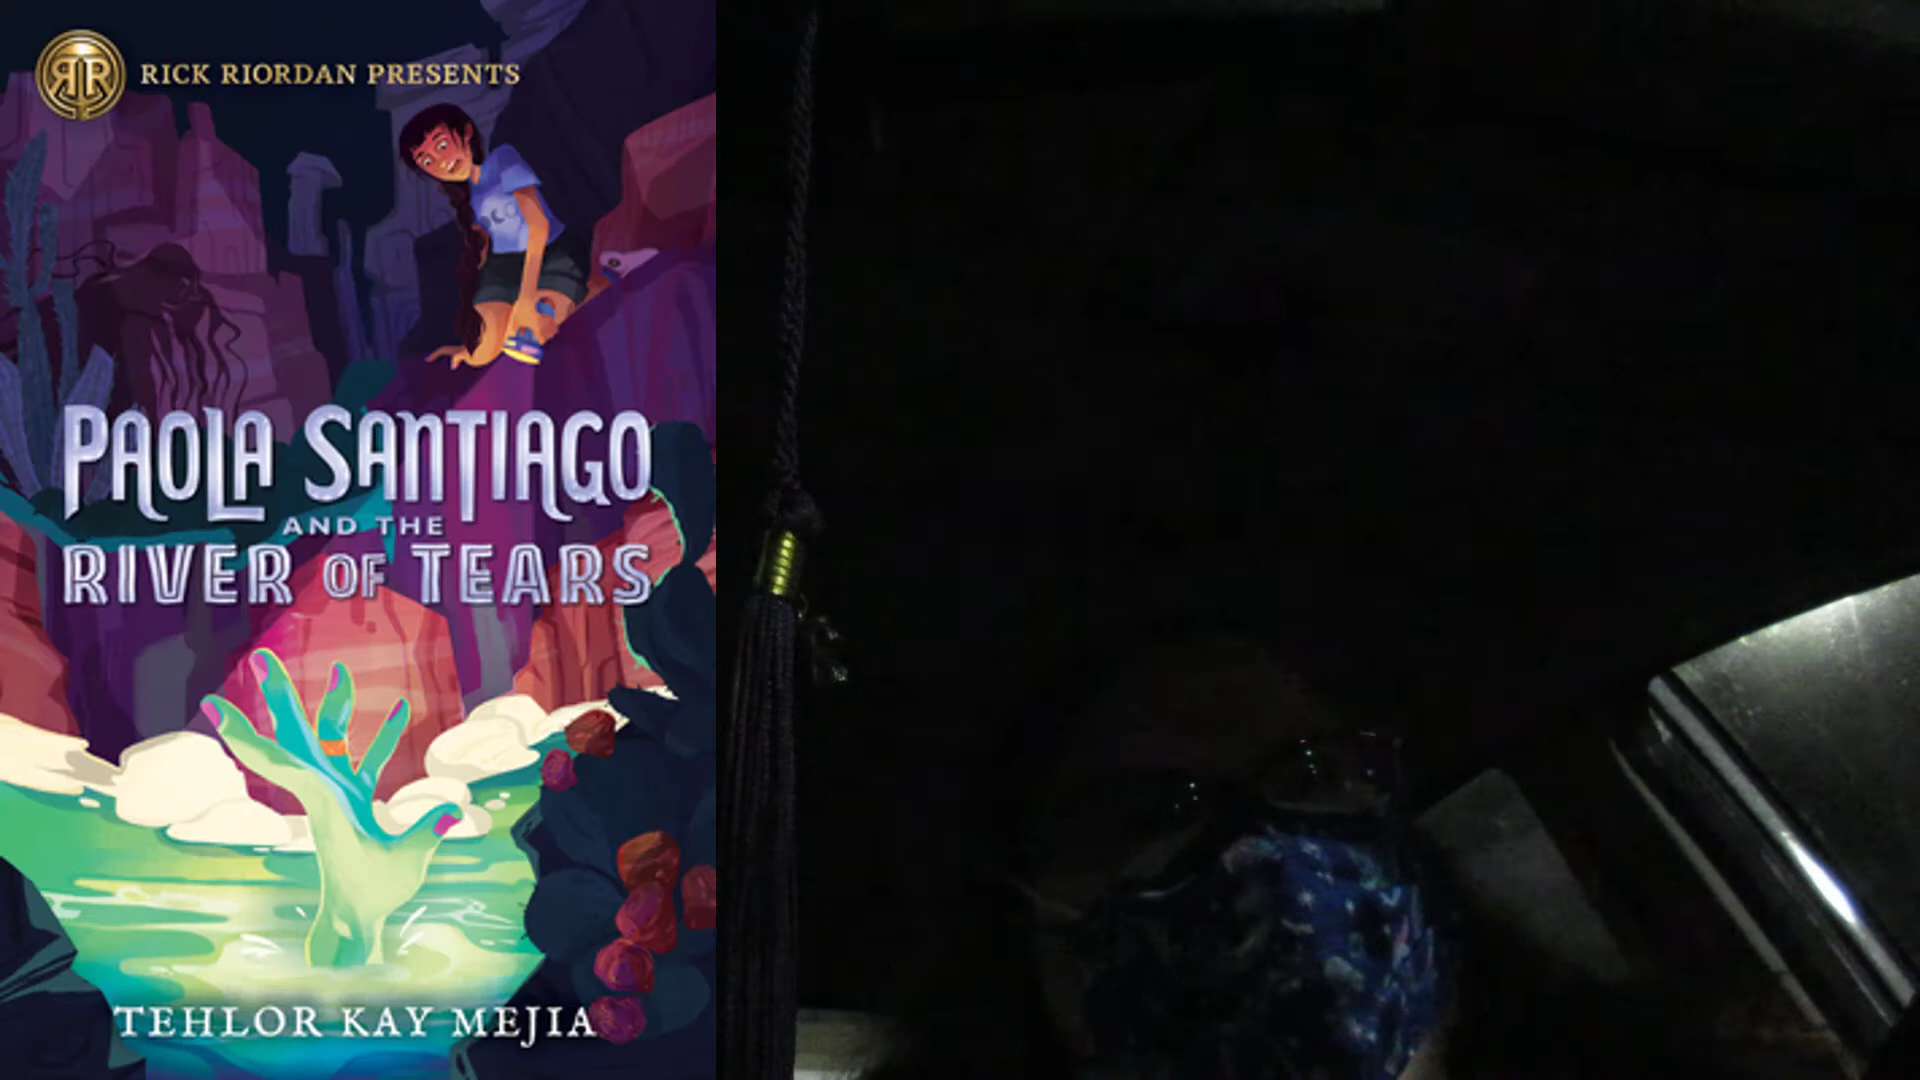 RICK RIORDAN PRESENTS
PAOLA SANTIAGO
AND THE
RIVER OF TEARS
TEHLOR KAY MEJIA